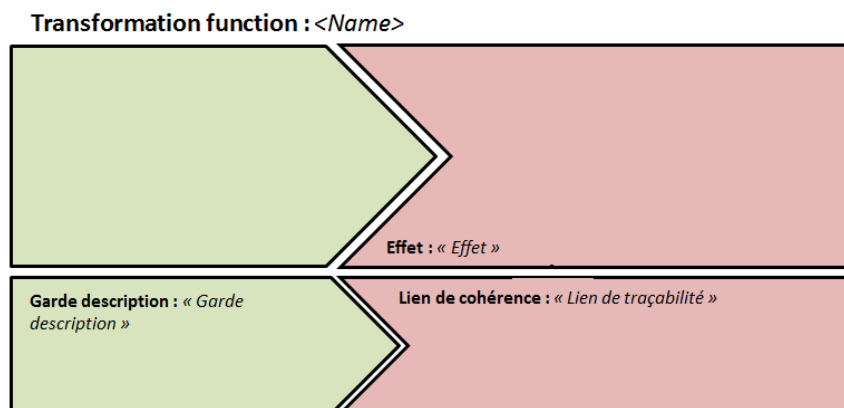 Transformation function : <Name>
Effet : « Effet »
Garde description : « Garde
description »
Lien de cohérence : « Lien de traçabilité »